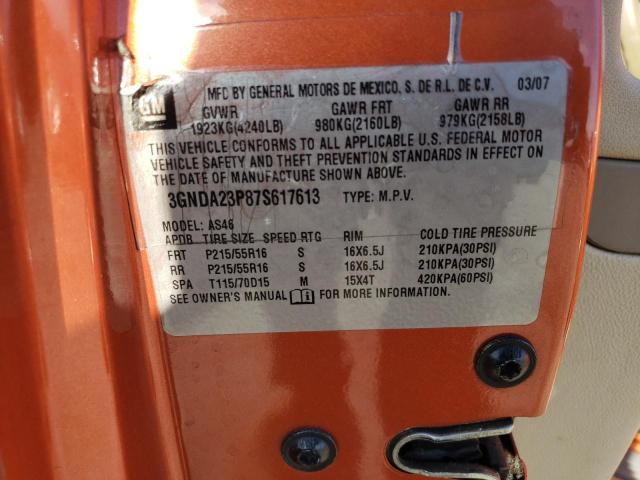 GM
MFD BY GENERAL MOTORS DE MEXICO, S. DE R.L. DE C.V. 03/07
GVWR GAWR FRT GAWR RR
1923KG(4240LB) 980KG(2160LB) 979KG(2158LB)
THIS VEHICLE CONFORMS TO ALL APPLICABLE U.S. FEDERAL MOTOR
VEHICLE SAFETY AND THEFT PREVENTION STANDARDS IN EFFECT ON
THE DATE OF MANUFACTURE SHOWN ABOVE.
3GNDA23P87S617613 TYPE: M.P.V.
MODEL: AS46
APDB TIRE SIZE SPEED RTG RIM COLD TIRE PRESSURE
FRT P215/55R16 S 16X6.5J 210KPA(30PSI)
RR P215/55R16 S 16X6.5J 210KPA(30PSI)
SPA T115/70D15 M 15X4T 420KPA(60PSI)
SEE OWNER'S MANUAL FOR MORE INFORMATION.